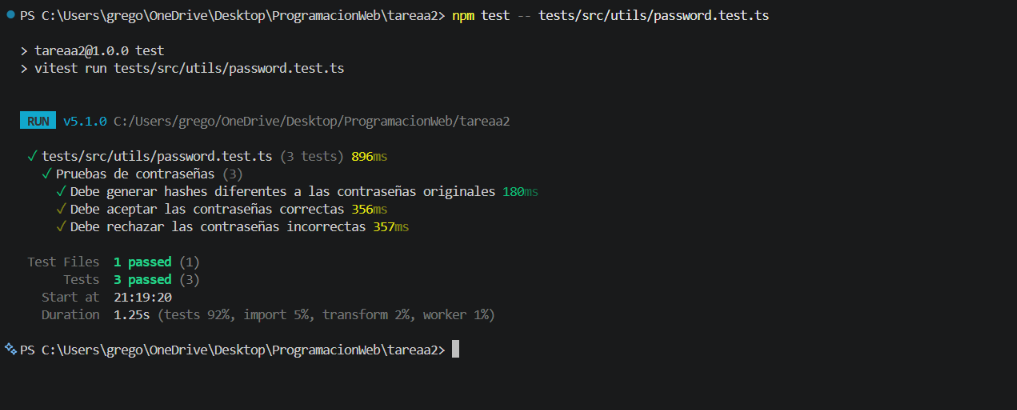 PS C:\Users\grego\OneDrive\Desktop\ProgramacionWeb\tareaa2> npm test -- tests/src/utils/password.test.ts
> tareaa2@1.0.0 test
> vitest run tests/src/utils/password.test.ts
RUN v5.1.0 C:/Users/grego/OneDrive/Desktop/ProgramacionWeb/tareaa2
✓ tests/src/utils/password.test.ts (3 tests) 896ms
✓ Pruebas de contraseñas (3)
✓ Debe generar hashes diferentes a las contraseñas originales 180ms
✓ Debe aceptar las contraseñas correctas 356ms
✓ Debe rechazar las contraseñas incorrectas 357ms
Test Files 1 passed (1)
Tests 3 passed (3)
Start at 21:19:20
Duration 1.25s (tests 92%, import 5%, transform 2%, worker 1%)
PS C:\Users\grego\OneDrive\Desktop\ProgramacionWeb\tareaa2>